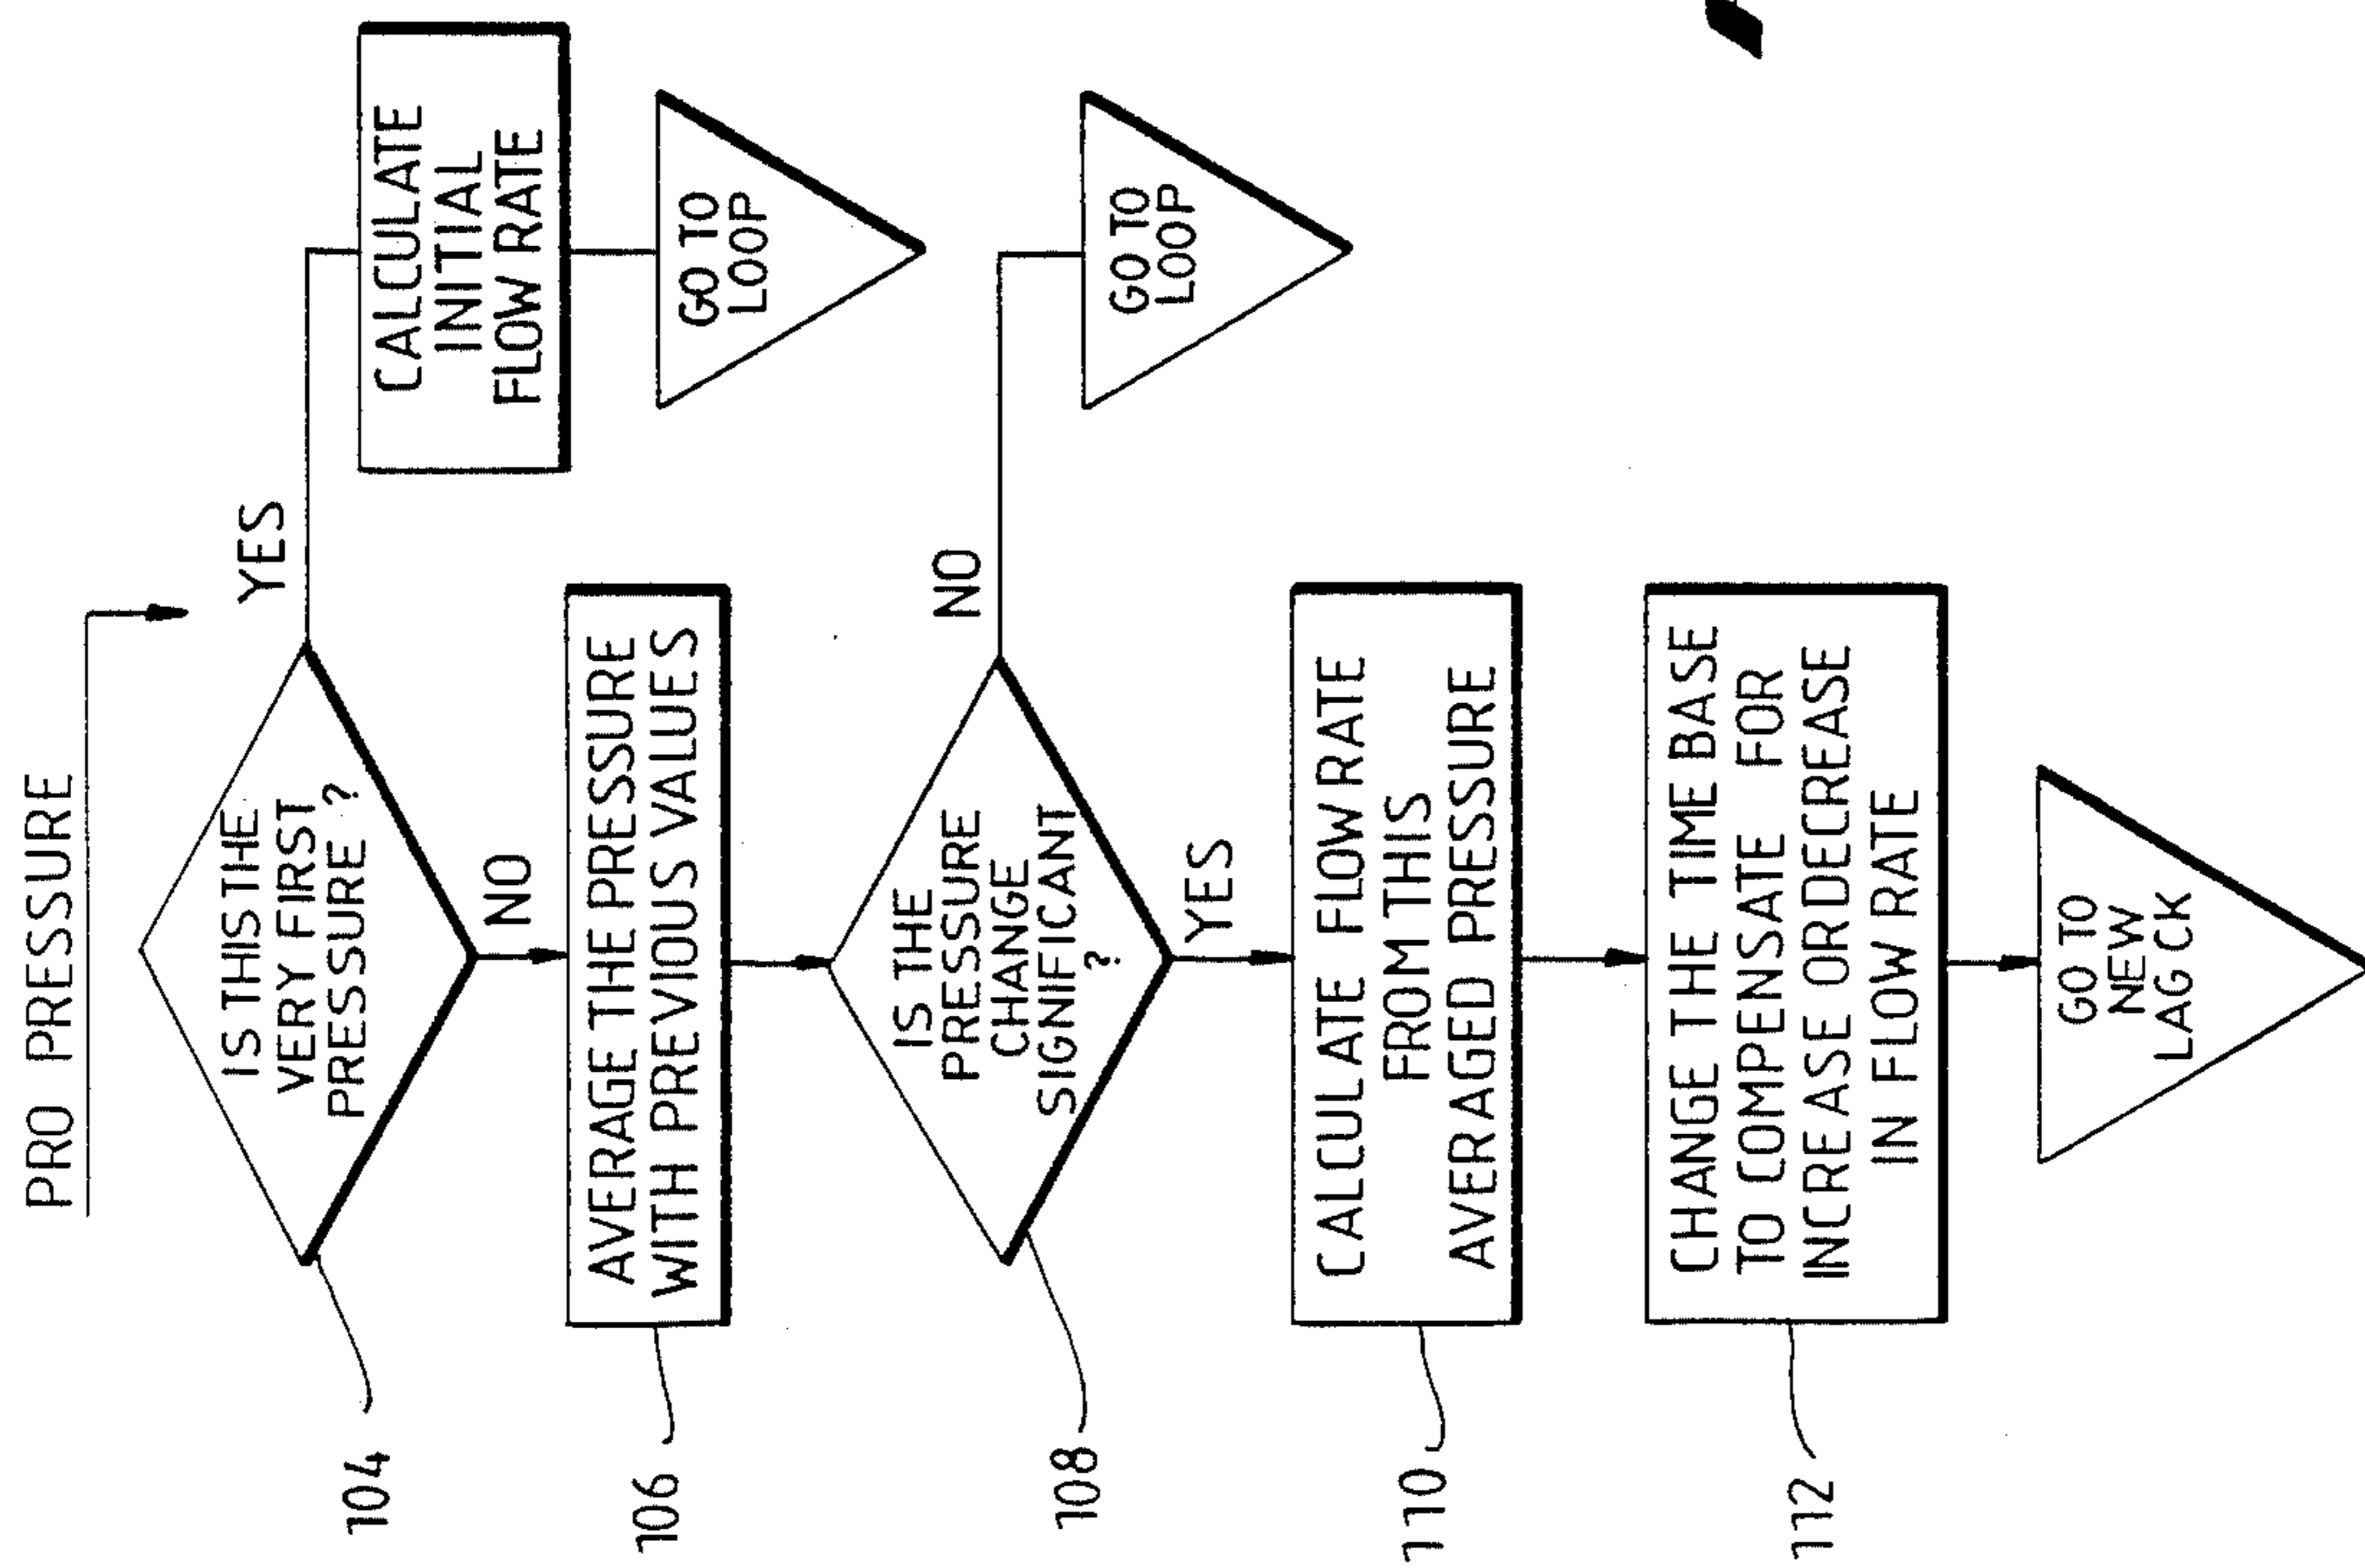 PRO PRESSURE
IS THIS THE
VERY FIRST
PRESSURE ?
YES
CALCULATE
INITIAL
FLOW RATE
GO TO
LOOP
NO
104
AVERAGE THE PRESSURE
WITH PREVIOUS VALUES
106
IS THE
PRESSURE
CHANGE
SIGNIFICANT
?
NO
GO TO
LOOP
YES
108
CALCULATE FLOW RATE
FROM THIS
AVERAGED PRESSURE
110
CHANGE THE TIME BASE
TO COMPENSATE FOR
INCREASE OR DECREASE
IN FLOW RATE
112
GO TO
NEW
LAG CK